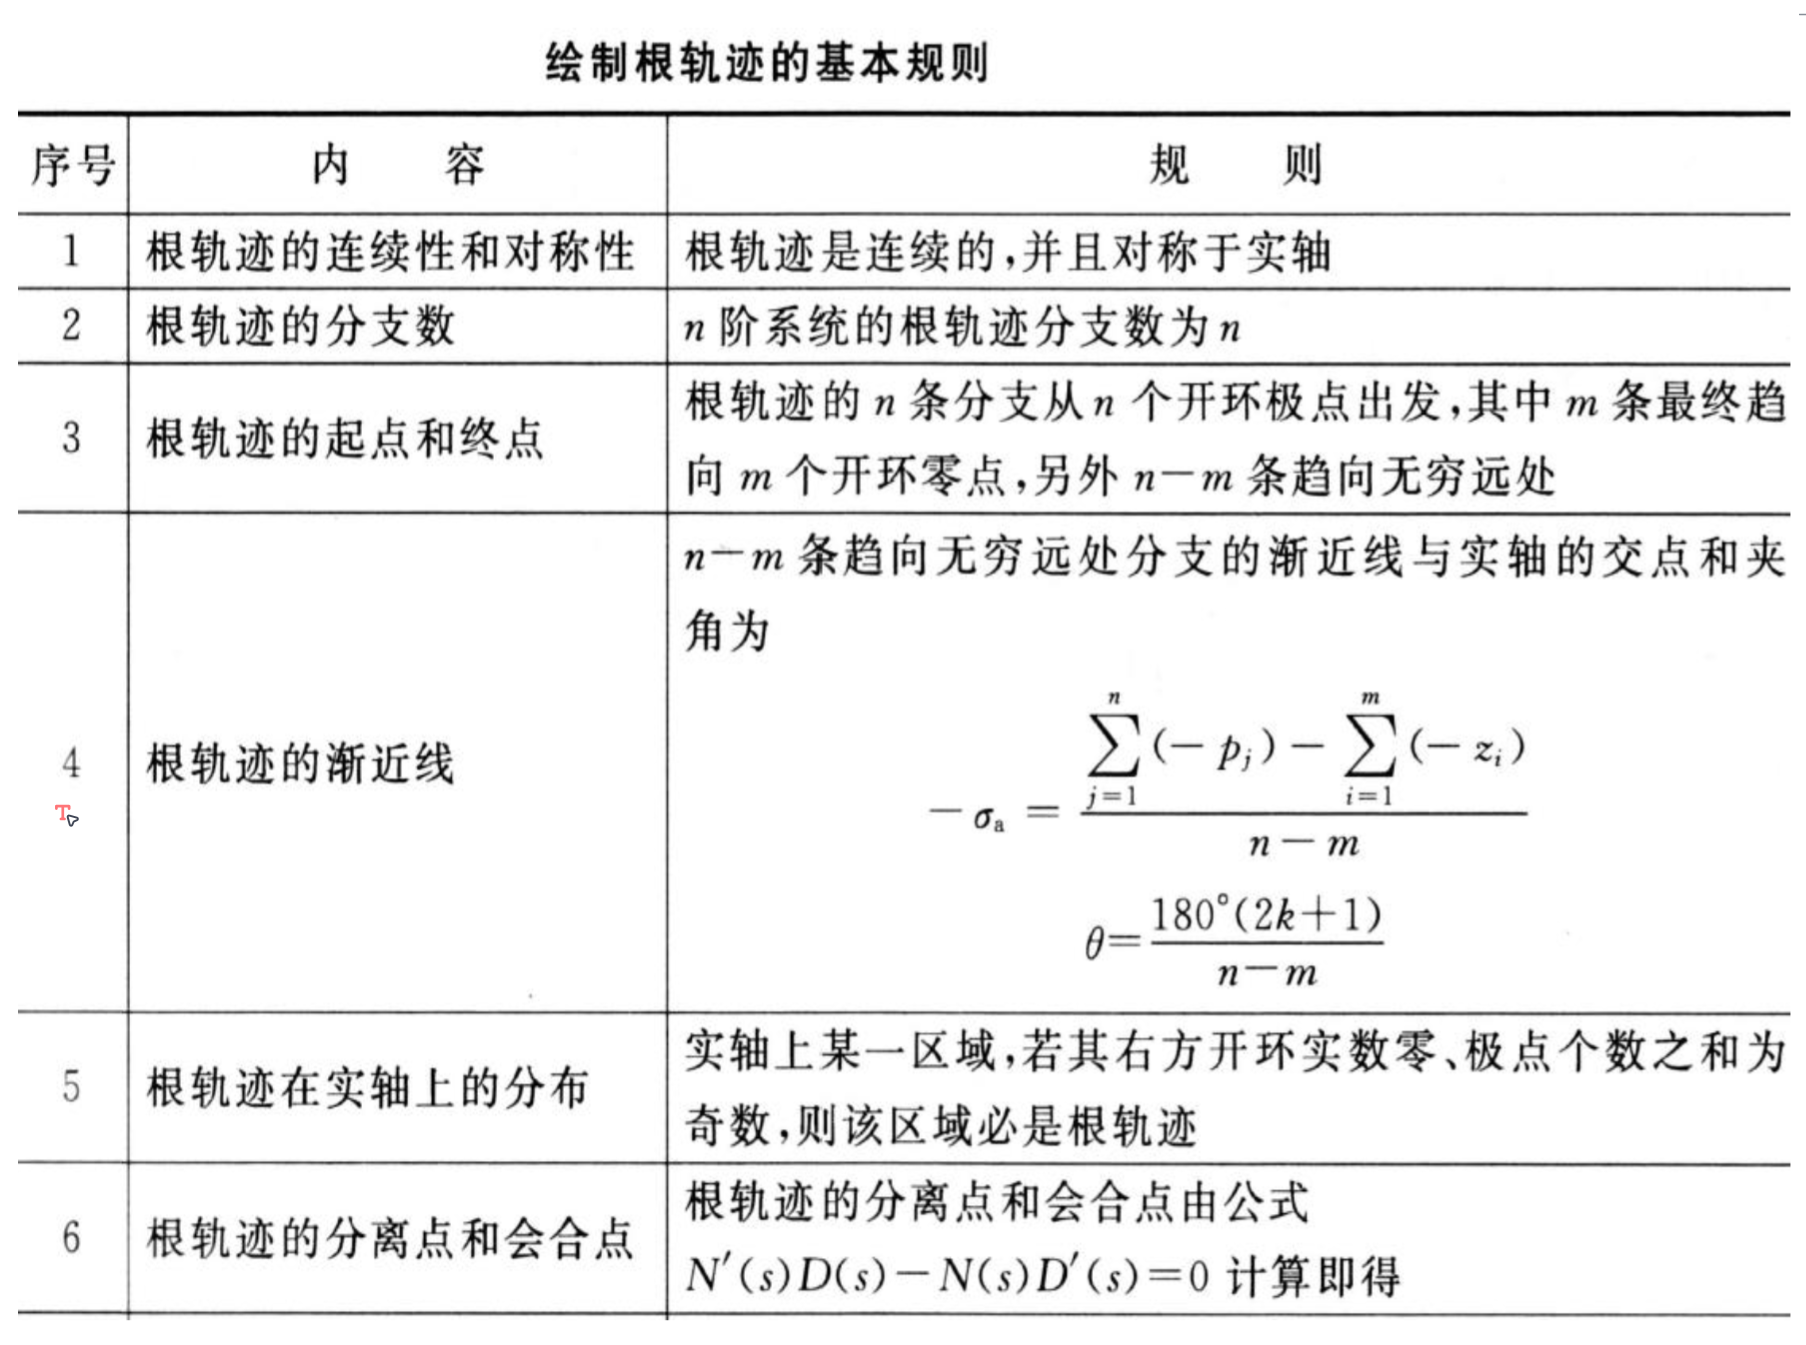 绘制根轨迹的基本规则
序号 内 容 规 则
1 根轨迹的连续性和对称性 根轨迹是连续的,并且对称于实轴
2 根轨迹的分支数 n 阶系统的根轨迹分支数为 n
3 根轨迹的起点和终点 根轨迹的 n 条分支从 n 个开环极点出发,其中 m 条最终趋
向 m 个开环零点,另外 n－m 条趋向无穷远处
4 根轨迹的渐近线 n－m 条趋向无穷远处分支的渐近线与实轴的交点和夹
角为
$-\sigma_a = \frac{\sum_{j=1}^{n}(-p_j) - \sum_{i=1}^{m}(-z_i)}{n-m}$
$\theta = \frac{180°(2k+1)}{n-m}$
5 根轨迹在实轴上的分布 实轴上某一区域,若其右方开环实数零、极点个数之和为
奇数,则该区域必是根轨迹
6 根轨迹的分离点和会合点 根轨迹的分离点和会合点由公式
N′(s)D(s)－N(s)D′(s)=0 计算即得